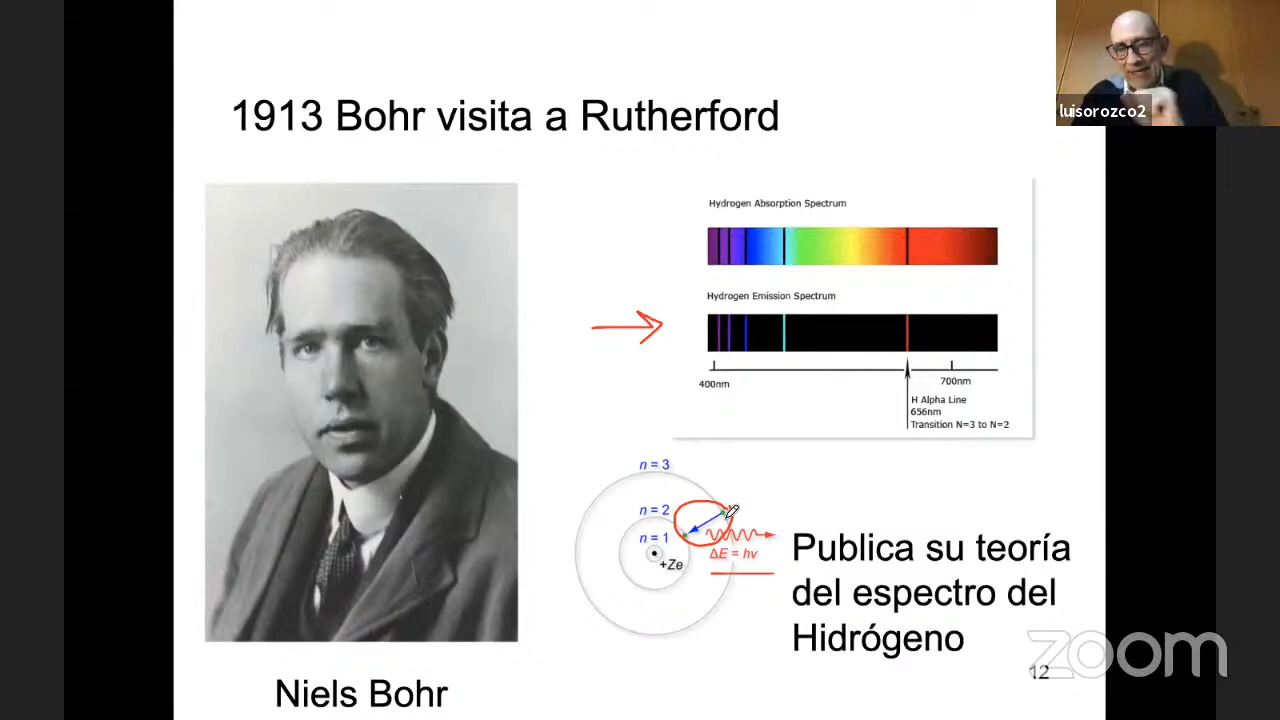 1913 Bohr visita a Rutherford
luisorozco2
Hydrogen Absorption Spectrum
Hydrogen Emission Spectrum
400nm
700nm
H Alpha Line
656nm
Transition N=3 to N=2
n = 3
n = 2
n = 1
+Ze
ΔE = hν
Publica su teoría
del espectro del
Hidrógeno
zoom
12
Niels Bohr